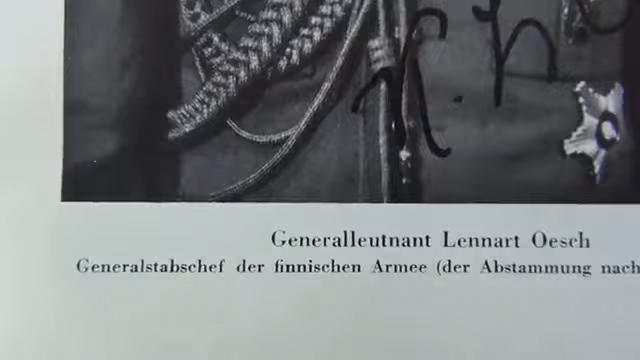 Generalleutnant Lennart Oesch
Generalstabschef der finnischen Armee (der Abstammung nach